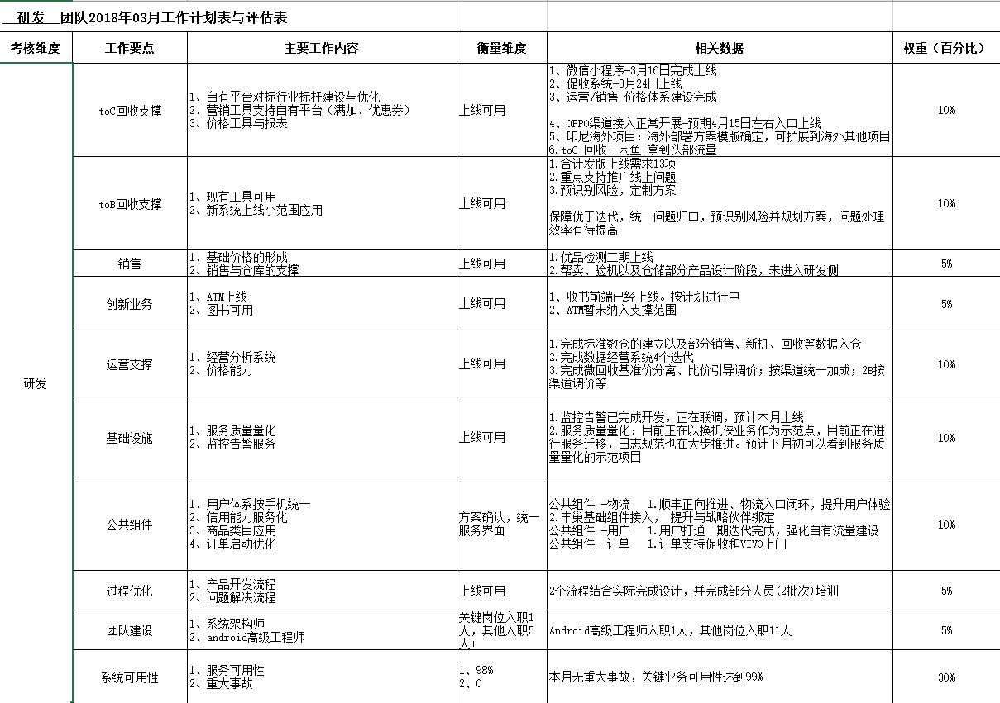 研发 团队2018年03月工作计划表与评估表
考核维度 工作要点 主要工作内容 衡量维度 相关数据 权重（百分比）
研发
toC回收支撑
1、自有平台对标行业标杆建设与优化
2、营销工具支持自有平台（满加、优惠券）
3、价格工具与报表
上线可用
1、微信小程序-3月16日完成上线
2、促收系统-3月24日上线
3、运营/销售-价格体系建设完成
4、OPPO渠道接入正常开展-预期4月15日左右入口上线
5、印尼海外项目：海外部署方案模版确定，可扩展到海外其他项目
6.toC 回收- 闲鱼 拿到头部流量
10%
toB回收支撑
1、现有工具可用
2、新系统上线小范围应用
上线可用
1.合计发版上线需求13项
2.重点支持推广线上问题
3.预识别风险，定制方案
保障优于迭代，统一问题归口，预识别风险并规划方案，问题处理
效率有待提高
10%
销售
1、基础价格的形成
2、销售与仓库的支撑
上线可用
1.优品检测二期上线
2.帮卖、验机以及仓储部分产品设计阶段，未进入研发侧
5%
创新业务
1、ATM上线
2、图书可用
上线可用
1、收书前端已经上线。按计划进行中
2、ATM暂未纳入支撑范围
5%
运营支撑
1、经营分析系统
2、价格能力
上线可用
1.完成标准数仓的建立以及部分销售、新机、回收等数据入仓
2.完成数据经营系统4个迭代
3.完成微回收基准价分离、比价引导调价；按渠道统一加成；2B按
渠道调价等
10%
基础设施
1、服务质量量化
2、监控告警服务
上线可用
1.监控告警已完成开发，正在联调，预计本月上线
2.服务质量量化：目前正在以换机侠业务作为示范点，目前正在进
行服务迁移，日志规范也在大步推进。预计下月初可以看到服务质
量量化的示范项目
10%
公共组件
1、用户体系按手机统一
2、信用能力服务化
3、商品类目应用
4、订单启动优化
方案确认，统一
服务界面
公共组件 -物流 1.顺丰正向推进、物流入口闭环，提升用户体验
2.丰巢基础组件接入， 提升与战略伙伴绑定
公共组件 -用户 1.用户打通一期迭代完成，强化自有流量建设
公共组件 -订单 1.订单支持促收和VIVO上门
10%
过程优化
1、产品开发流程
2、问题解决流程
上线可用
2个流程结合实际完成设计，并完成部分人员(2批次)培训
5%
团队建设
1、系统架构师
2、android高级工程师
关键岗位入职1
人，其他入职5
人+
Android高级工程师入职1人，其他岗位入职11人
5%
系统可用性
1、服务可用性
2、重大事故
1、98%
2、0
本月无重大事故，关键业务可用性达到99%
30%